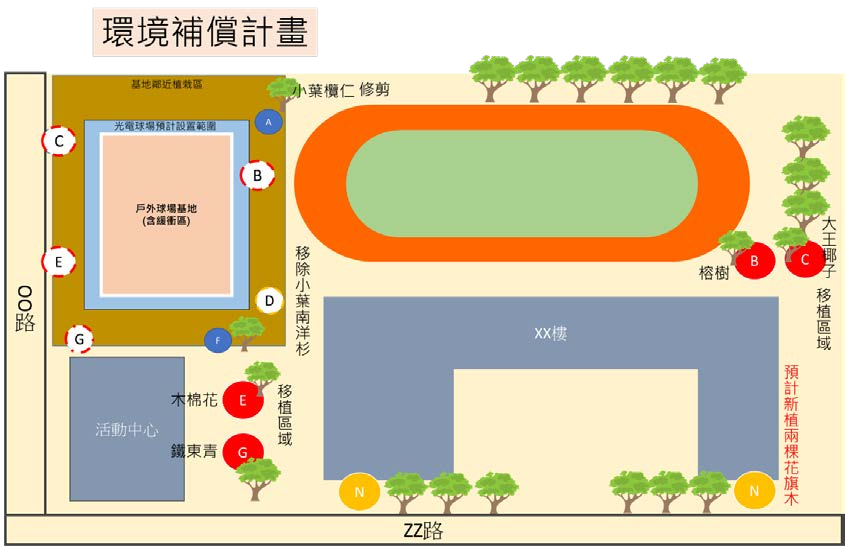 環境補償計畫
基地鄰近植栽區
小葉欖仁 修剪
A
光電球場預計設置範圍
C
B
戶外球場基地
(含緩衝區)
E
D
G
F
移除小葉南洋杉
大王椰子
榕樹
B
C
移植區域
OO路
XX樓
活動中心
木棉花
E
移植區域
鐵東青
G
預計新植兩棵花旗木
N
N
ZZ路